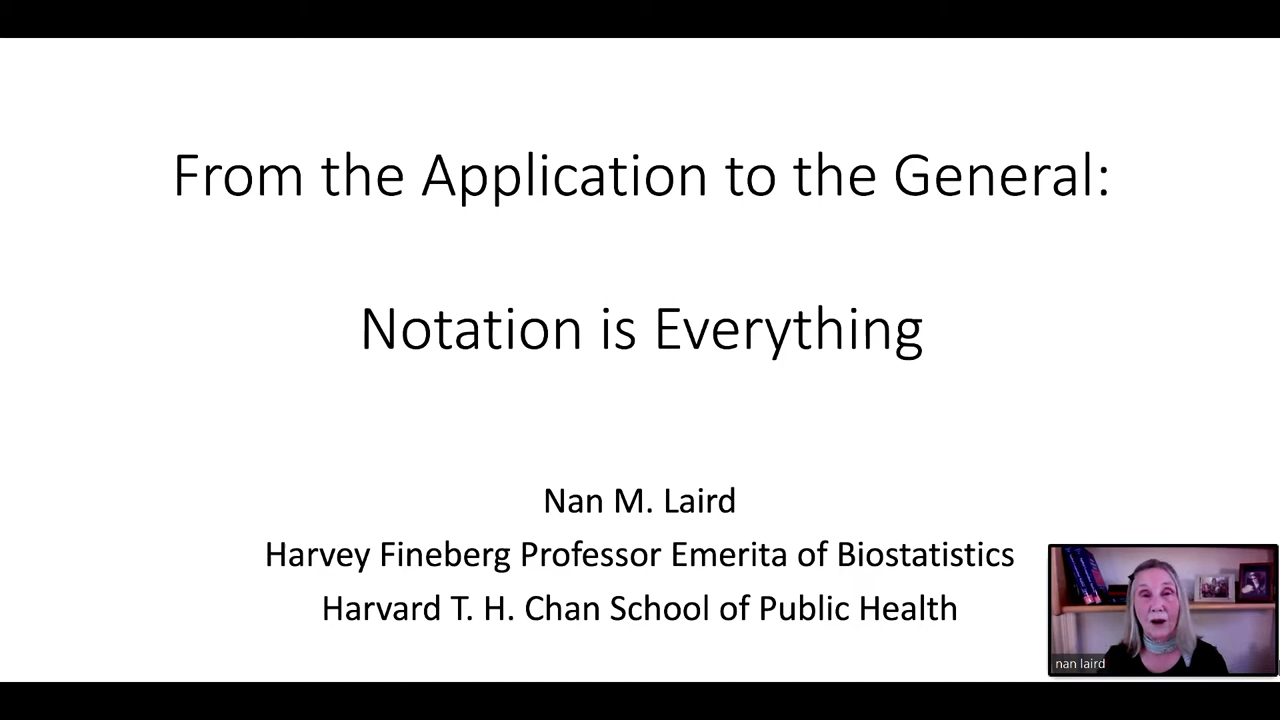 From the Application to the General:
Notation is Everything
Nan M. Laird
Harvey Fineberg Professor Emerita of Biostatistics
Harvard T. H. Chan School of Public Health
nan laird